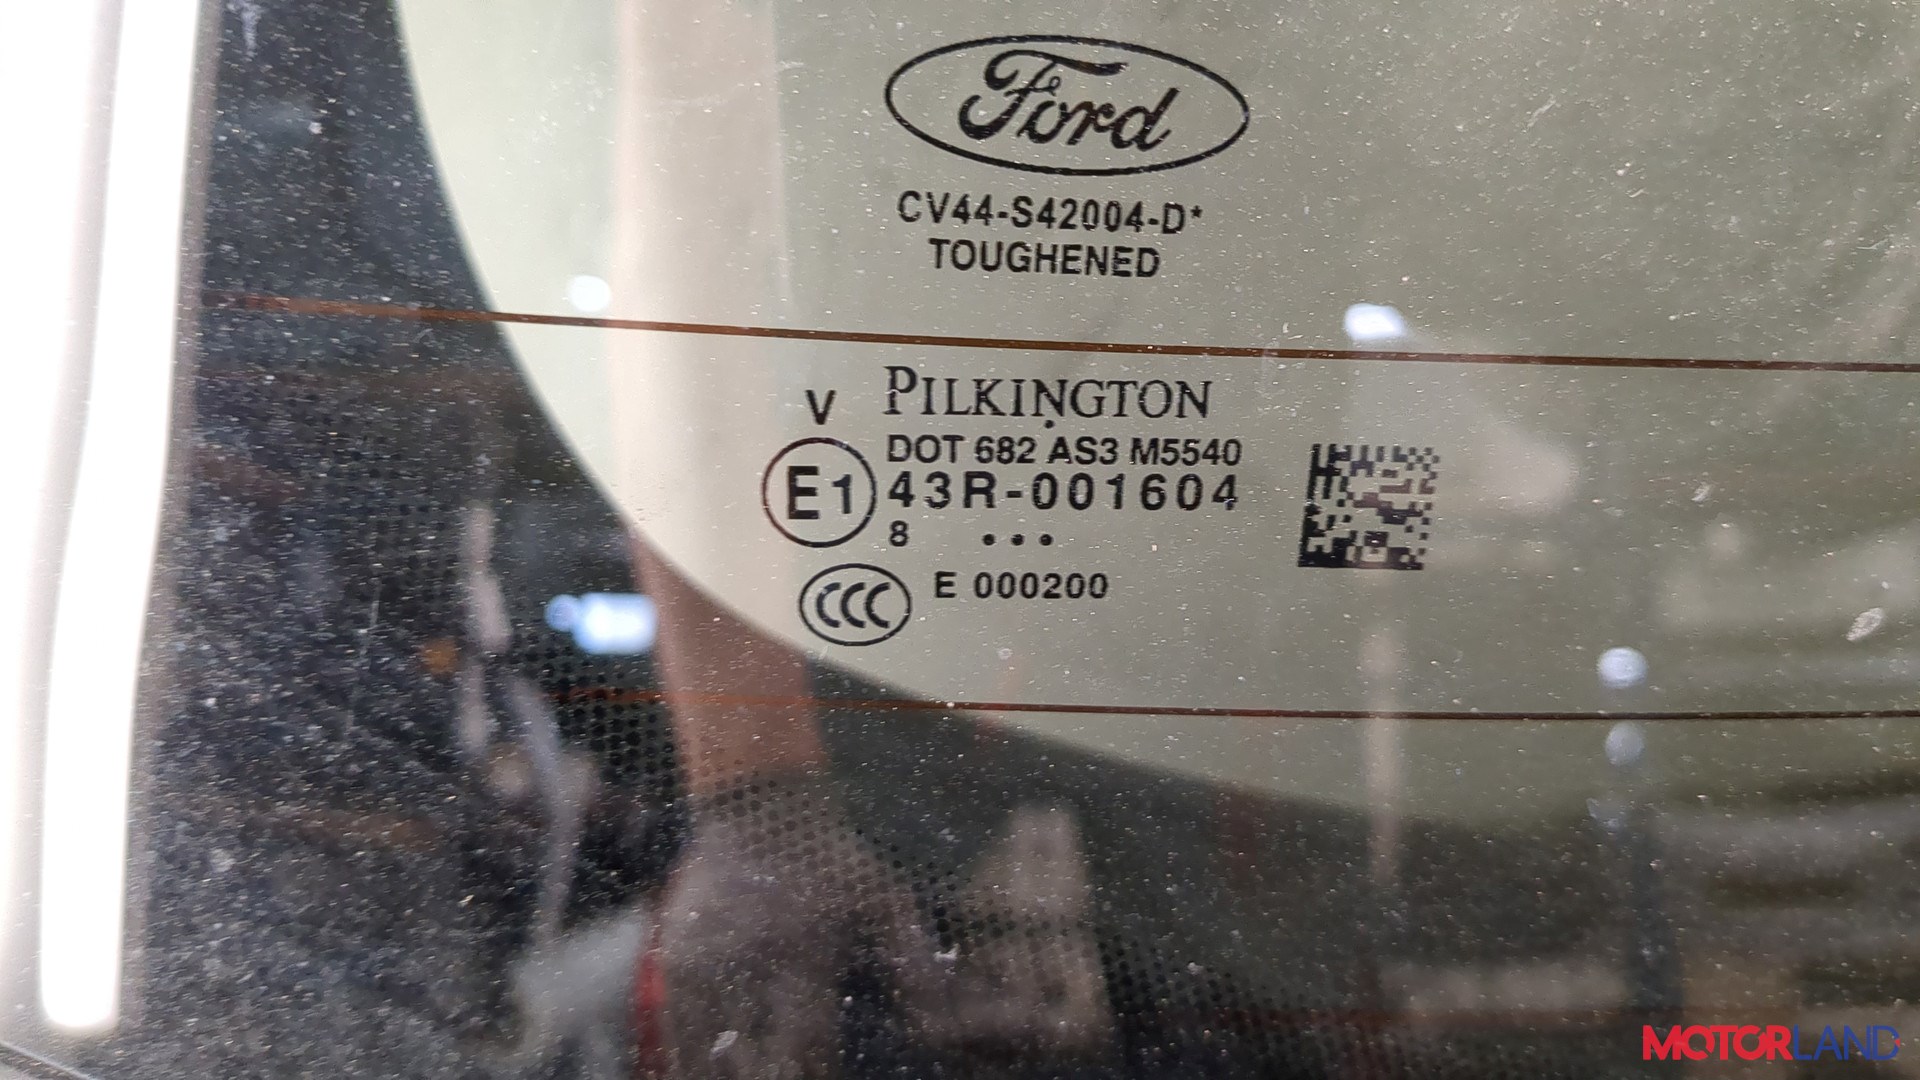 Ford
CV44-S42004-D*
TOUGHENED
V PILKINGTON
DOT 682 AS3 M5540
E1 43R-001604
8 •••
CCC E 000200
MOTORLAND